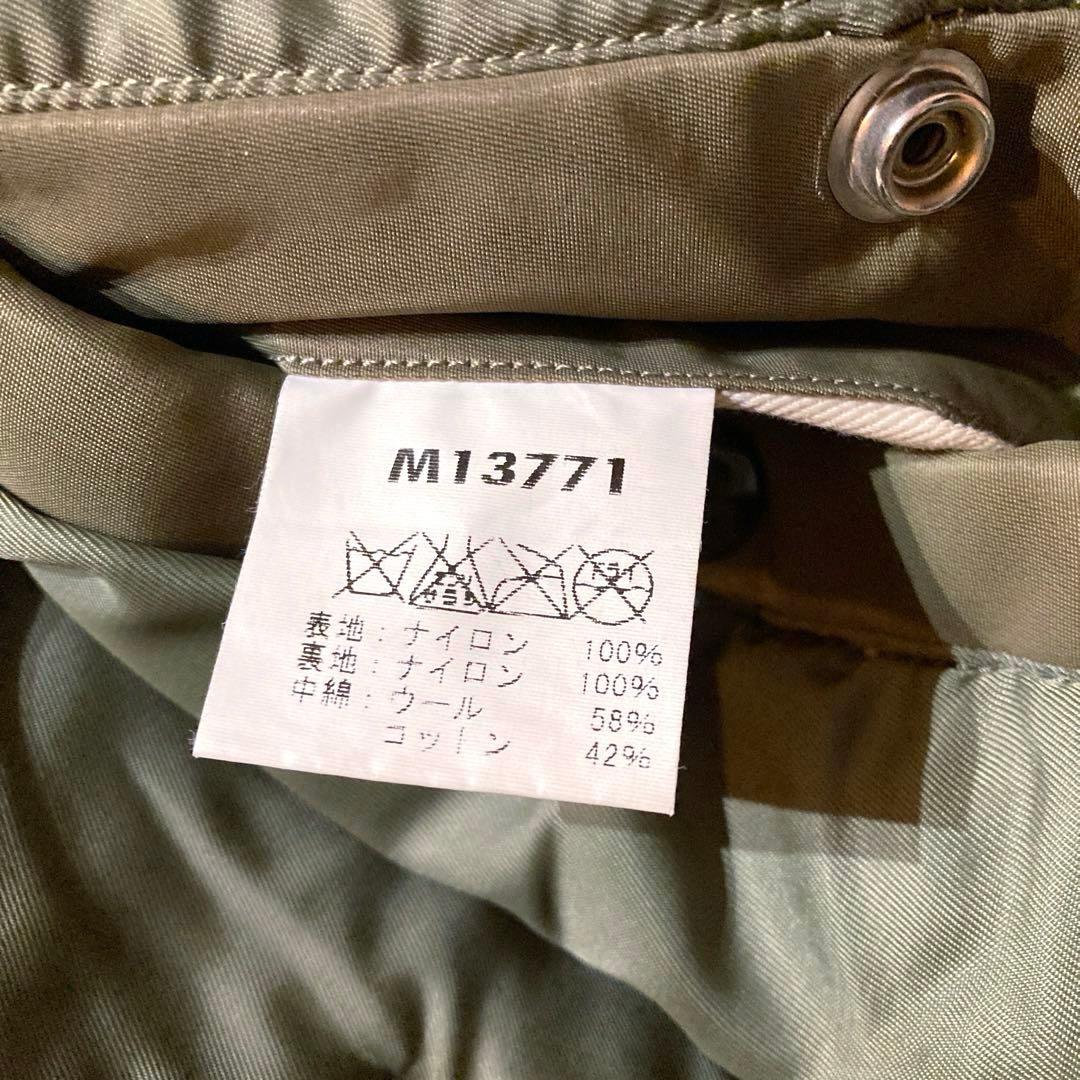 M13771
表地：ナイロン 100%
裏地：ナイロン 100%
中綿：ウール 58%
コットン 42%